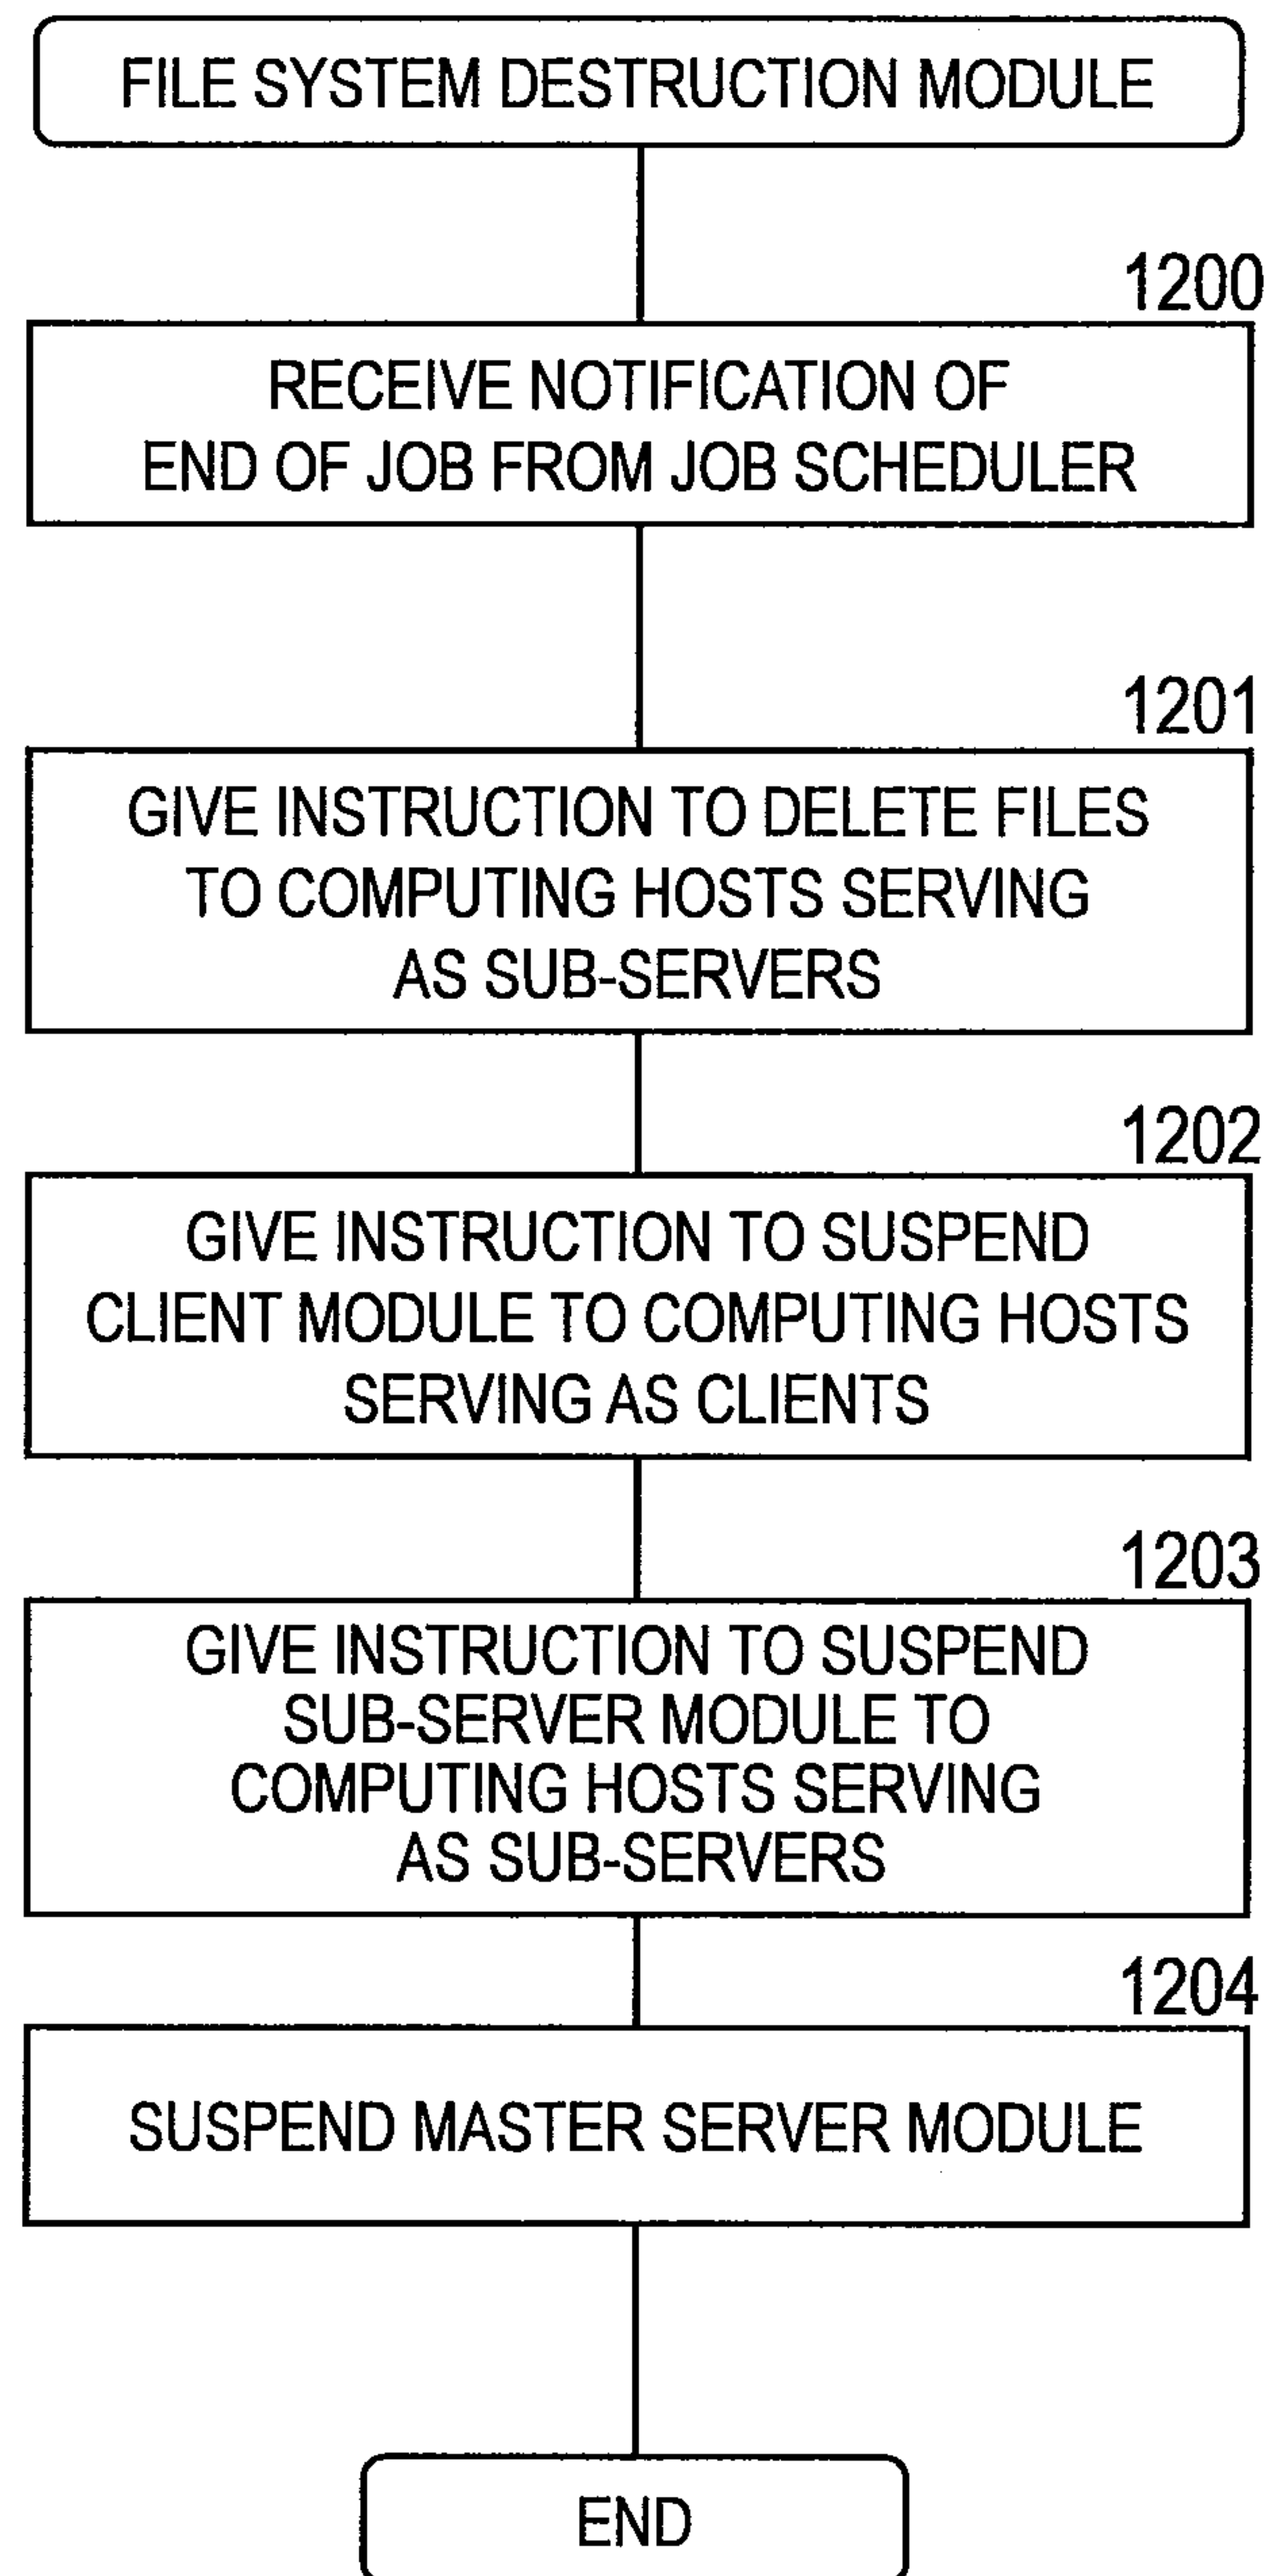 FILE SYSTEM DESTRUCTION MODULE
1200
RECEIVE NOTIFICATION OF
END OF JOB FROM JOB SCHEDULER
1201
GIVE INSTRUCTION TO DELETE FILES
TO COMPUTING HOSTS SERVING
AS SUB-SERVERS
1202
GIVE INSTRUCTION TO SUSPEND
CLIENT MODULE TO COMPUTING HOSTS
SERVING AS CLIENTS
1203
GIVE INSTRUCTION TO SUSPEND
SUB-SERVER MODULE TO
COMPUTING HOSTS SERVING
AS SUB-SERVERS
1204
SUSPEND MASTER SERVER MODULE
END